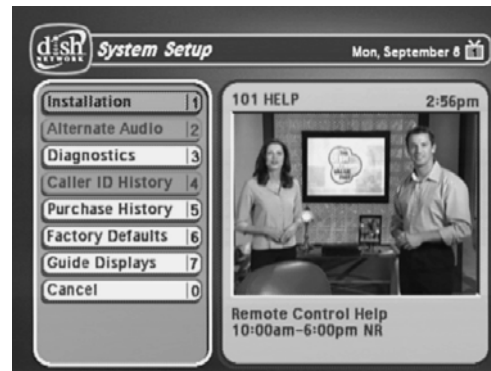 dish
NETWORK
System Setup
Mon, September 8
1
Installation 1
Alternate Audio 2
Diagnostics 3
Caller ID History 4
Purchase History 5
Factory Defaults 6
Guide Displays 7
Cancel 0
101 HELP 2:56pm
Remote Control Help
10:00am-6:00pm NR